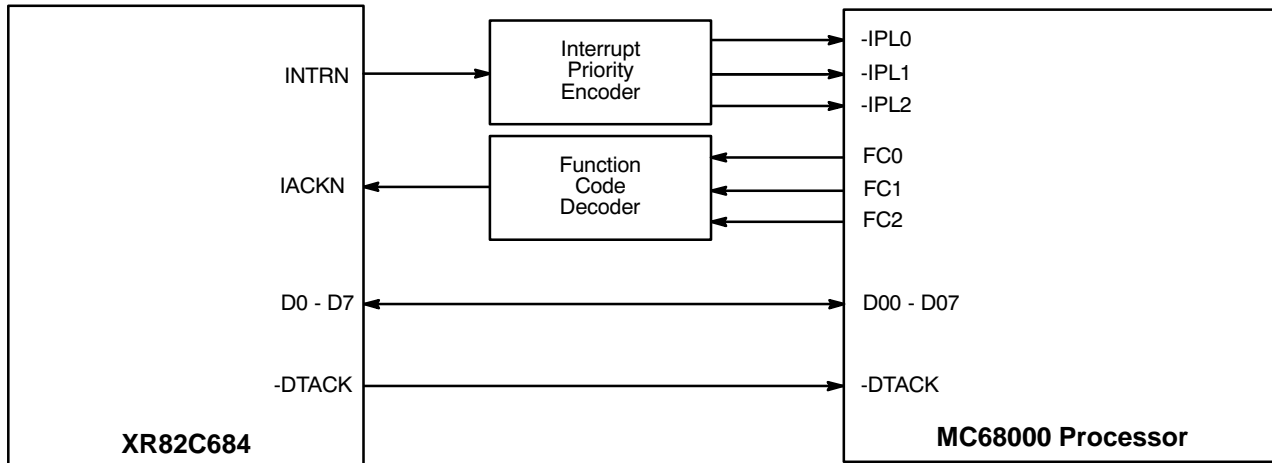 INTRN
IACKN
D0 - D7
-DTACK
XR82C684
Interrupt
Priority
Encoder
Function
Code
Decoder
-IPL0
-IPL1
-IPL2
FC0
FC1
FC2
D00 - D07
-DTACK
MC68000 Processor